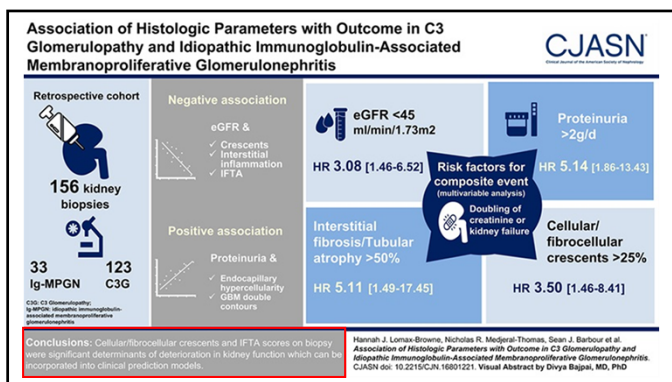 Association of Histologic Parameters with Outcome in C3
Glomerulopathy and Idiopathic Immunoglobulin-Associated
Membranoproliferative Glomerulonephritis
CJASN
Clinical Journal of the American Society of Nephrology
Retrospective cohort
156 kidney
biopsies
33
Ig-MPGN
123
C3G
C3G: C3 Glomerulopathy;
Ig-MPGN: idiopathic immunoglobulin-
associated membranoproliferative
glomerulonephritis
Negative association
eGFR &
✓ Crescents
✓ Interstitial
inflammation
✓ IFTA
Positive association
Proteinuria &
✓ Endocapillary
hypercellularity
✓ GBM double
contours
eGFR <45
ml/min/1.73m2
HR 3.08 [1.46-6.52]
Proteinuria
>2g/d
HR 5.14 [1.86-13.43]
Risk factors for
composite event
(multivariable analysis)
Doubling of
creatinine or
kidney failure
Interstitial
fibrosis/Tubular
atrophy >50%
HR 5.11 [1.49-17.45]
Cellular/
fibrocellular
crescents >25%
HR 3.50 [1.46-8.41]
Conclusions: Cellular/fibrocellular crescents and IFTA scores on biopsy
were significant determinants of deterioration in kidney function which can be
incorporated into clinical prediction models.
Hannah J. Lomax-Browne, Nicholas R. Medjeral-Thomas, Sean J. Barbour et al.
Association of Histologic Parameters with Outcome in C3 Glomerulopathy and
Idiopathic Immunoglobulin-Associated Membranoproliferative Glomerulonephritis.
CJASN doi: 10.2215/CJN.16801221. Visual Abstract by Divya Bajpai, MD, PhD